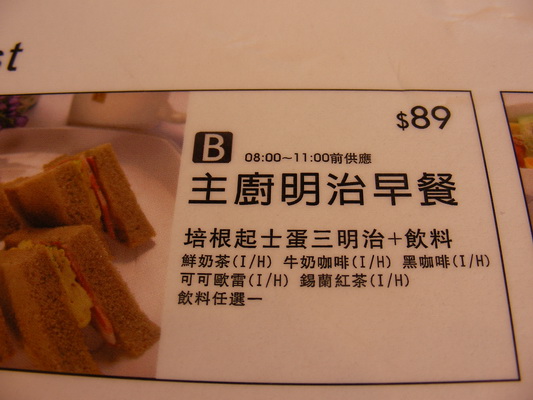 st
$89
B 08:00~11:00前供應
主廚明治早餐
培根起士蛋三明治+飲料
鮮奶茶(I/H) 牛奶咖啡(I/H) 黑咖啡(I/H)
可可歐雷(I/H) 錫蘭紅茶(I/H)
飲料任選一